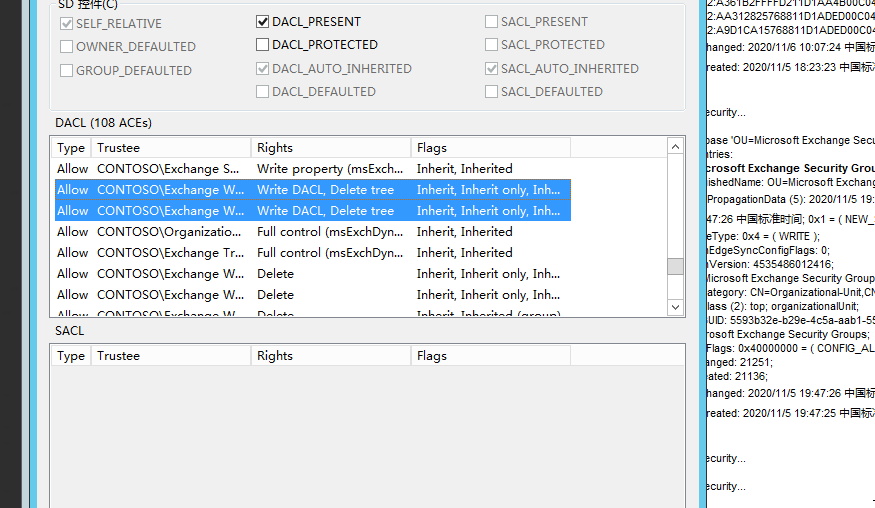 SD 控件(C)
SELF_RELATIVE
DACL_PRESENT
SACL_PRESENT
OWNER_DEFAULTED
DACL_PROTECTED
SACL_PROTECTED
GROUP_DEFAULTED
DACL_AUTO_INHERITED
SACL_AUTO_INHERITED
DACL_DEFAULTED
SACL_DEFAULTED
DACL (108 ACEs)
Type Trustee Rights Flags
Allow CONTOSO\Exchange S... Write property (msExch... Inherit, Inherited
Allow CONTOSO\Exchange W... Write DACL, Delete tree Inherit, Inherit only, Inh...
Allow CONTOSO\Exchange W... Write DACL, Delete tree Inherit, Inherit only, Inh...
Allow CONTOSO\Organizatio... Full control (msExchDyn... Inherit, Inherited
Allow CONTOSO\Exchange Tr... Full control (msExchDyn... Inherit, Inherited
Allow CONTOSO\Exchange W... Delete Inherit, Inherit only, Inh...
Allow CONTOSO\Exchange W... Delete Inherit, Inherit only, Inh...
Allow CONTOSO\Exchange W... Delete Inherit, Inherited (group)
SACL
Type Trustee Rights Flags
2:A361B2FFFFD211D1AA4B00C04
2:AA312825768811D1ADED00C04
2:A9D1CA15768811D1ADED00C04
hanged: 2020/11/6 10:07:24 中国标
reated: 2020/11/5 18:23:23 中国标
ecurity...
base 'OU=Microsoft Exchange Secu
ntries:
crosoft Exchange Security Grou
nishedName: OU=Microsoft Exchang
PropagationData (5): 2020/11/5 19:
47:26 中国标准时间; 0x1 = ( NEW_
eType: 0x4 = ( WRITE );
hEdgeSyncConfigFlags: 0;
nVersion: 4535486012416;
Microsoft Exchange Security Group
ategory: CN=Organizational-Unit,CN
lass (2): top; organizationalUnit;
UID: 5593b32e-b29e-4c5a-aab1-55
rosoft Exchange Security Groups;
Flags: 0x40000000 = ( CONFIG_AL
anged: 21251;
eated: 21136;
hanged: 2020/11/5 19:47:26 中国标
reated: 2020/11/5 19:47:25 中国标
ecurity...
ecurity...